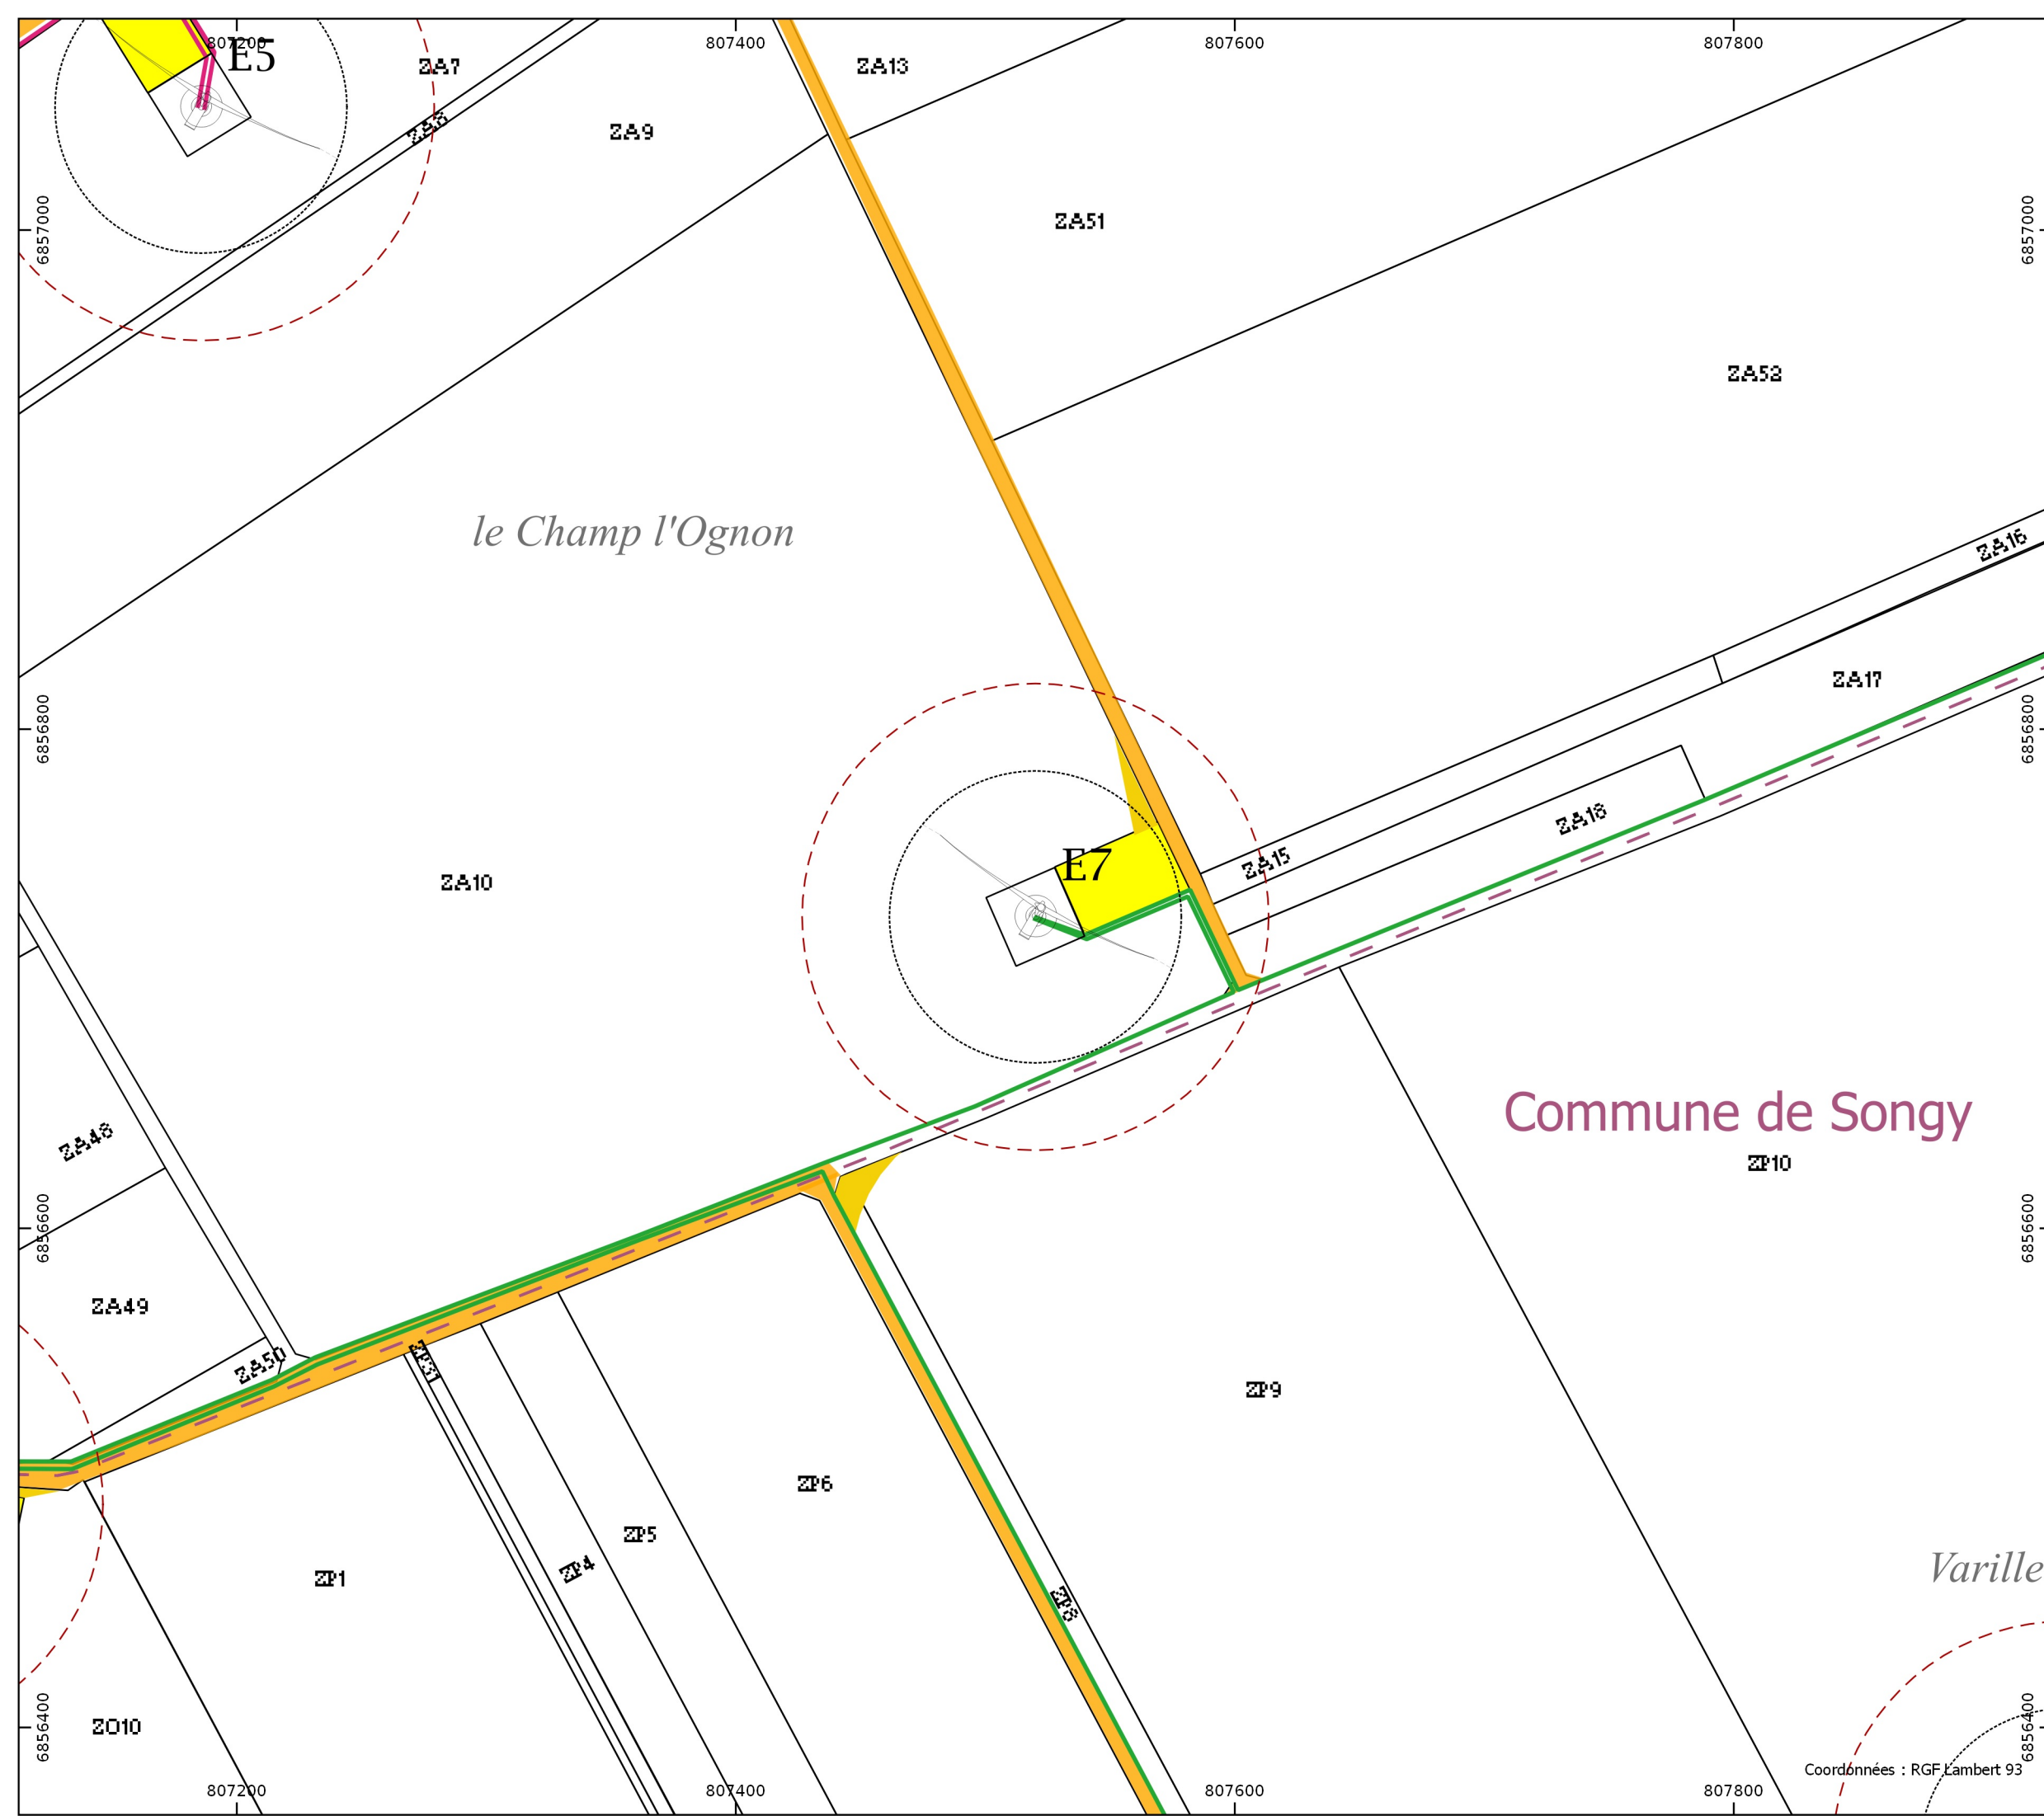 807200
807400
807600
807800
E5
ZA7
ZA13
ZA8
ZA9
6857000
ZA51
6857000
ZA52
le Champ l'Ognon
ZA16
ZA17
6856800
6856800
ZA18
E7
ZA15
ZA10
Commune de Songy
ZA48
ZP10
6856600
6856600
ZA49
ZA50
ZP31
ZP9
ZP6
ZP5
ZP4
ZP1
Varille
ZP8
6856400
ZO10
6856400
Coordonnées : RGF Lambert 93
807200
807400
807600
807800